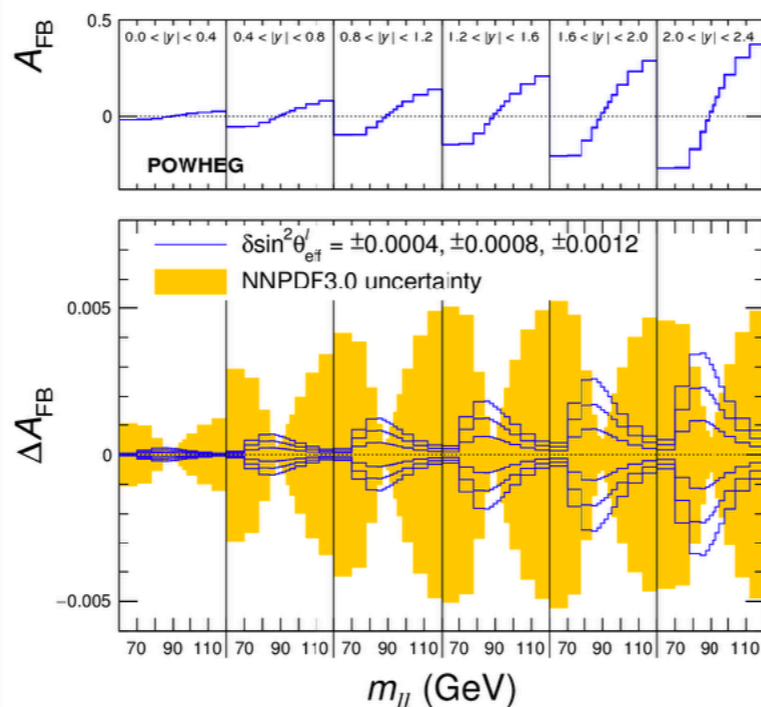 A_FB
0.5
0
0.0 < |y| < 0.4
0.4 < |y| < 0.8
0.8 < |y| < 1.2
1.2 < |y| < 1.6
1.6 < |y| < 2.0
2.0 < |y| < 2.4
POWHEG
δsin²θ^l_eff = ±0.0004, ±0.0008, ±0.0012
NNPDF3.0 uncertainty
ΔA_FB
0.005
0
−0.005
70 90 110 70 90 110 70 90 110 70 90 110 70 90 110 70 90 110
m_ll (GeV)